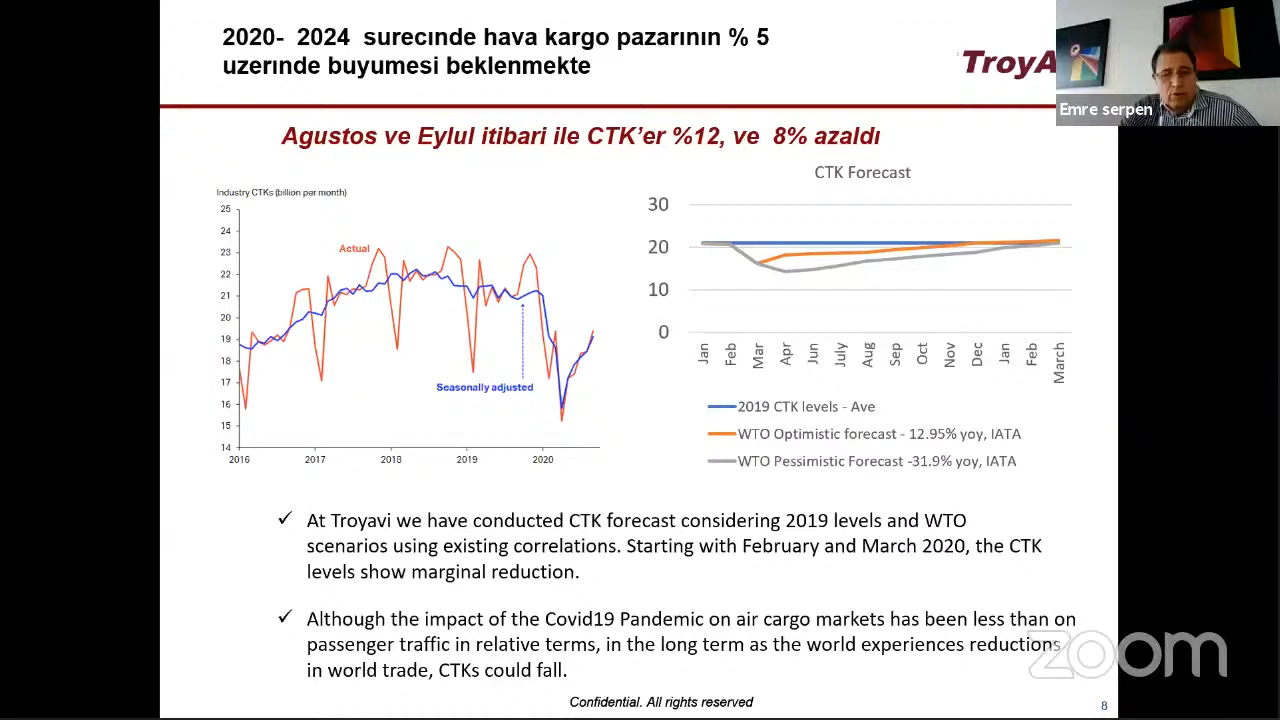 2020-  2024  surecınde hava kargo pazarının % 5
uzerınde buyumesi beklenmekte
TroyA
Emre serpen
Agustos ve Eylul itibari ile CTK’er %12, ve  8% azaldı
Industry CTKs (billion per month)
25
24
23
22
21
20
19
18
17
16
15
14
Actual
Seasonally adjusted
2016
2017
2018
2019
2020
CTK Forecast
30
20
10
0
Jan
Feb
Mar
Apr
Jun
July
Aug
Sep
Oct
Nov
Dec
Jan
Feb
March
2019 CTK levels - Ave
WTO Optimistic forecast - 12.95% yoy, IATA
WTO Pessimistic Forecast -31.9% yoy, IATA
✓ At Troyavi we have conducted CTK forecast considering 2019 levels and WTO
scenarios using existing correlations. Starting with February and March 2020, the CTK
levels show marginal reduction.
✓ Although the impact of the Covid19 Pandemic on air cargo markets has been less than on
passenger traffic in relative terms, in the long term as the world experiences reductions
in world trade, CTKs could fall.
zoom
Confidential. All rights reserved
8